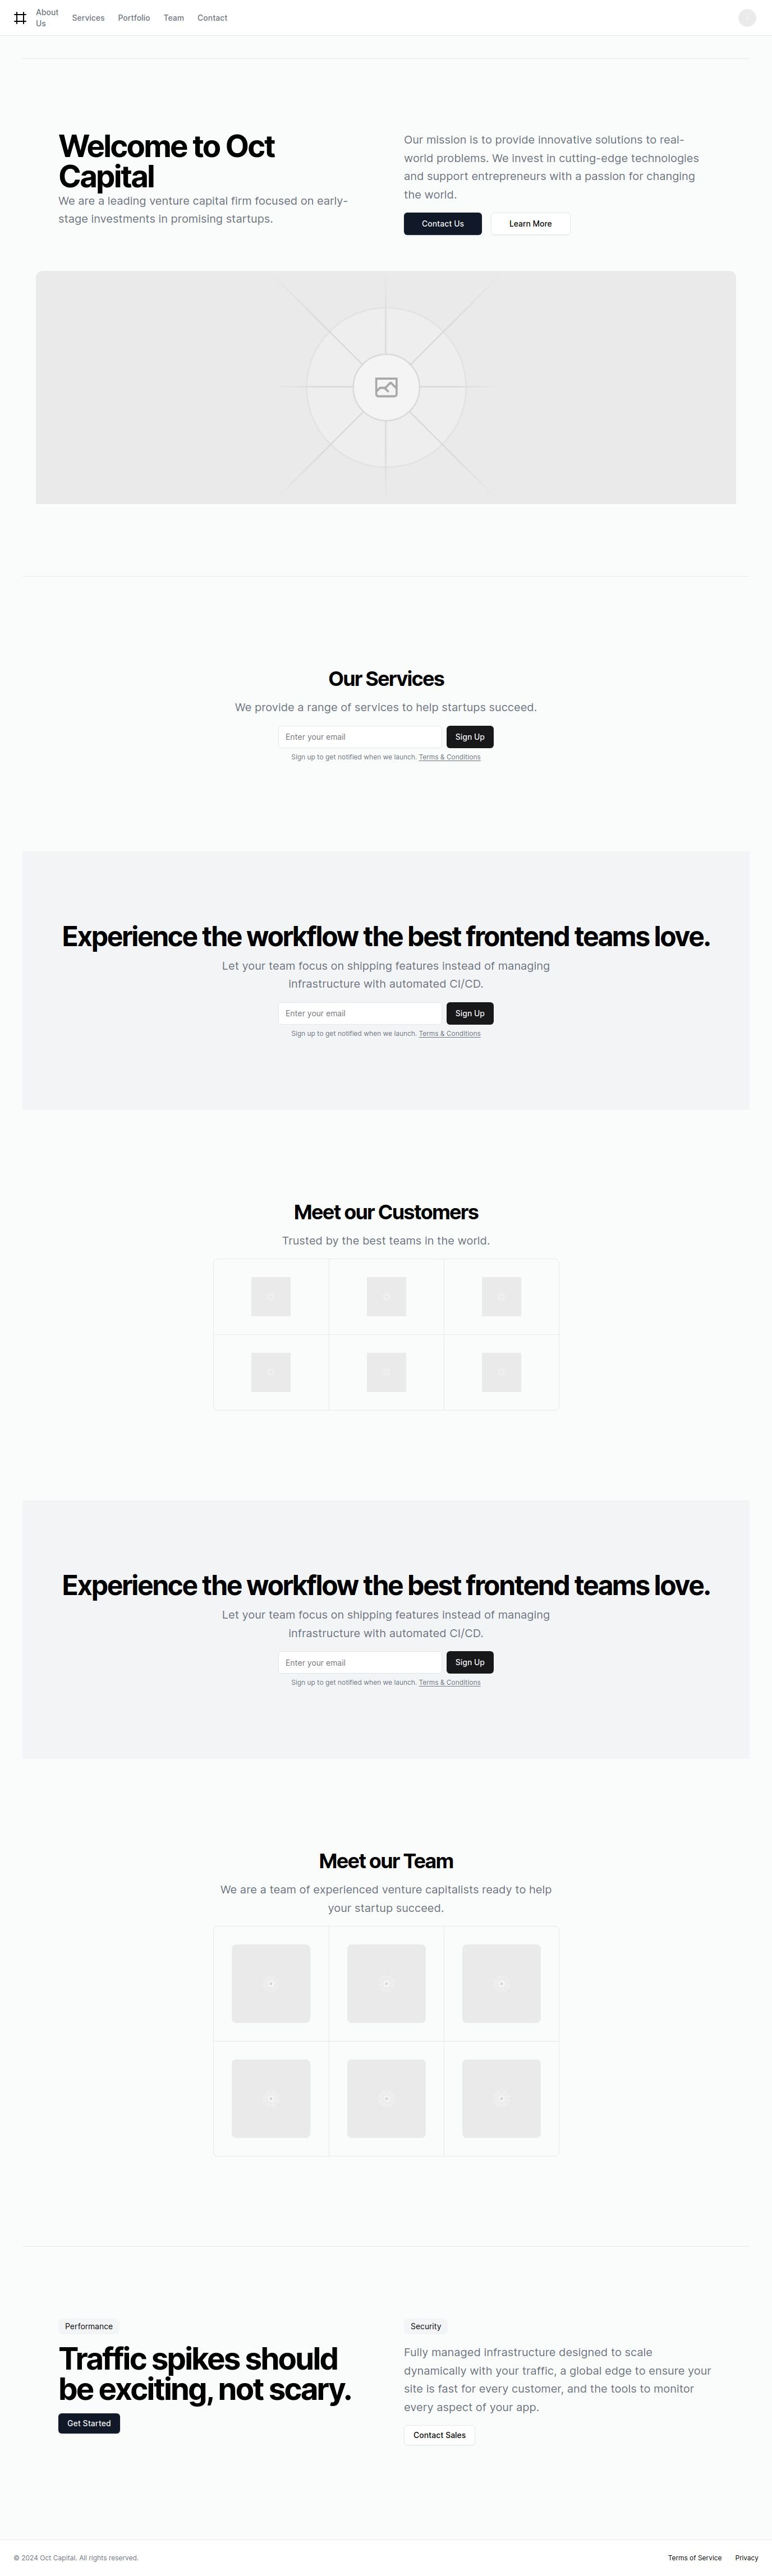 About
Us
Services
Portfolio
Team
Contact
Welcome to Oct
Capital
We are a leading venture capital firm focused on early-
stage investments in promising startups.
Our mission is to provide innovative solutions to real-
world problems. We invest in cutting-edge technologies
and support entrepreneurs with a passion for changing
the world.
Contact Us
Learn More
Our Services
We provide a range of services to help startups succeed.
Enter your email
Sign Up
Sign up to get notified when we launch. Terms & Conditions
Experience the workflow the best frontend teams love.
Let your team focus on shipping features instead of managing
infrastructure with automated CI/CD.
Enter your email
Sign Up
Sign up to get notified when we launch. Terms & Conditions
Meet our Customers
Trusted by the best teams in the world.
Experience the workflow the best frontend teams love.
Let your team focus on shipping features instead of managing
infrastructure with automated CI/CD.
Enter your email
Sign Up
Sign up to get notified when we launch. Terms & Conditions
Meet our Team
We are a team of experienced venture capitalists ready to help
your startup succeed.
Performance
Traffic spikes should
be exciting, not scary.
Get Started
Security
Fully managed infrastructure designed to scale
dynamically with your traffic, a global edge to ensure your
site is fast for every customer, and the tools to monitor
every aspect of your app.
Contact Sales
© 2024 Oct Capital. All rights reserved.
Terms of Service
Privacy